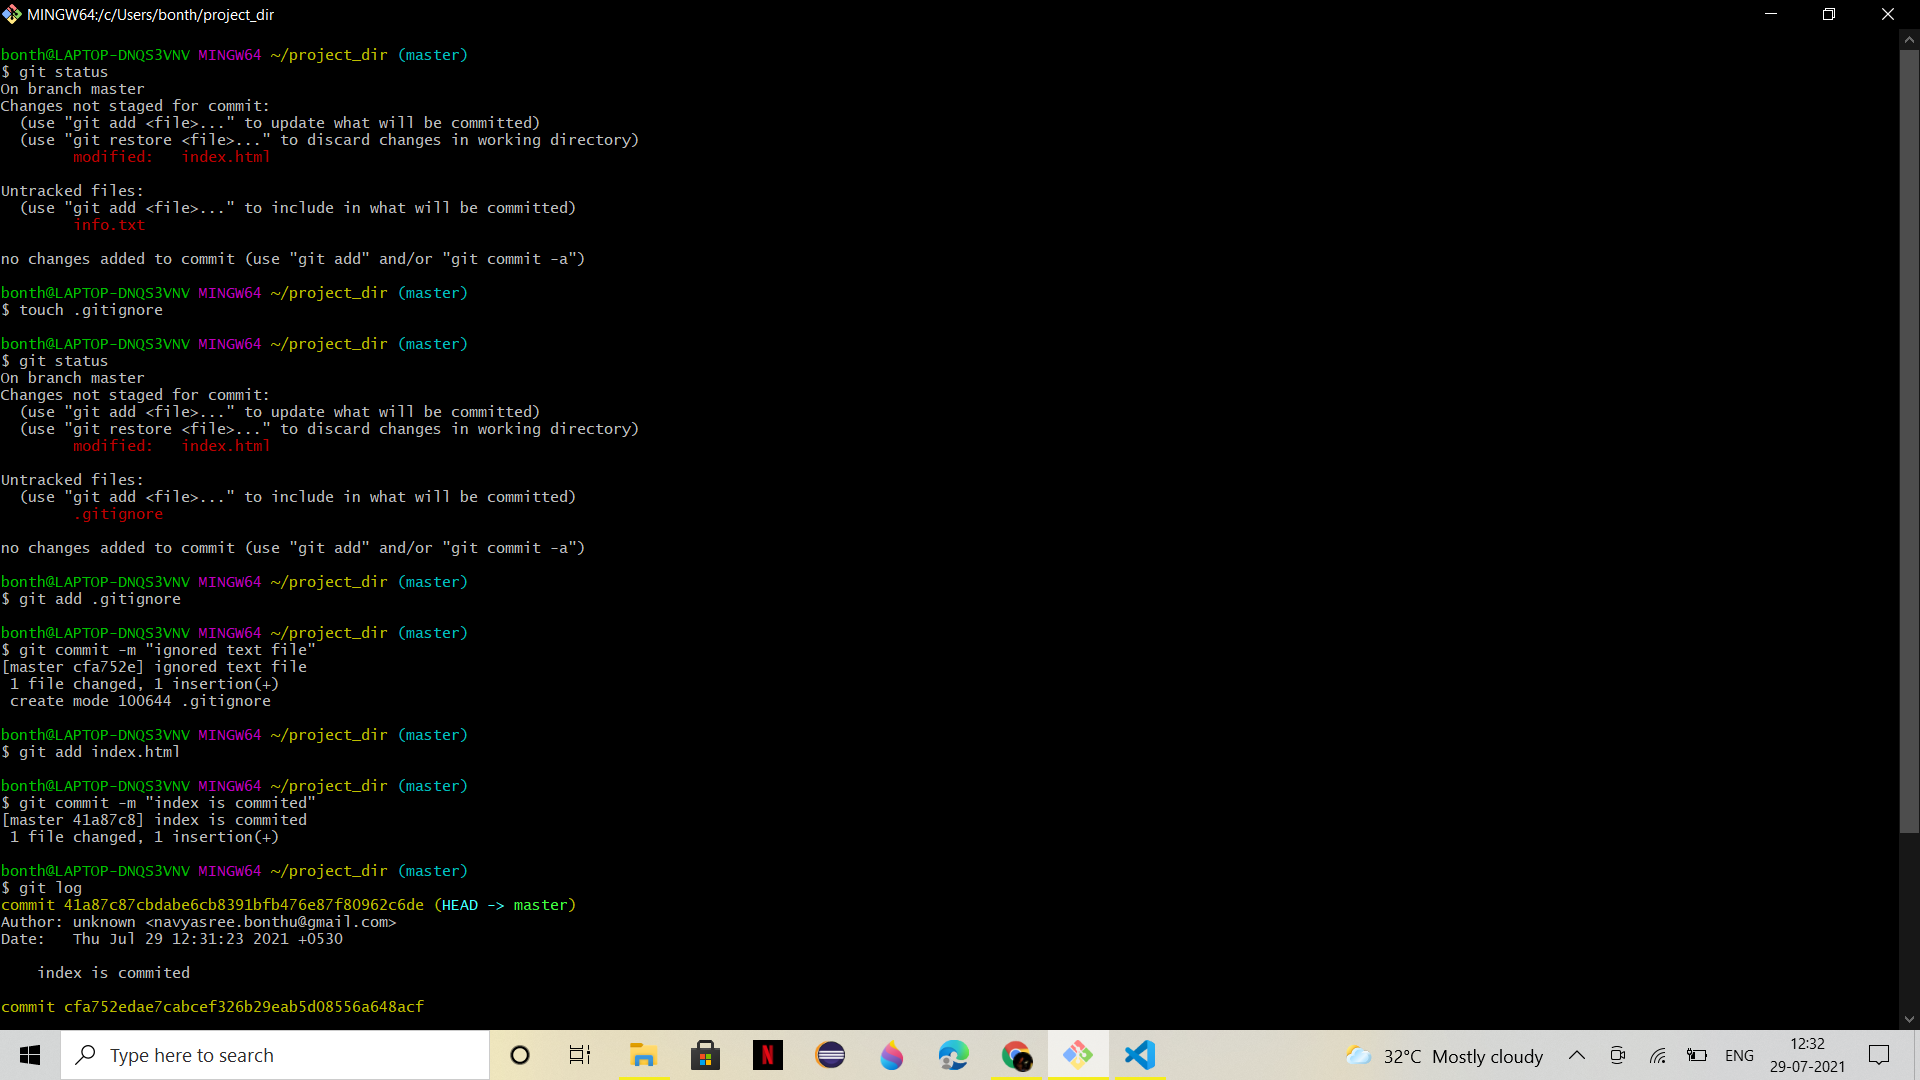 MINGW64:/c/Users/bonth/project_dir
bonth@LAPTOP-DNQS3VNV MINGW64 ~/project_dir (master)
$ git status
On branch master
Changes not staged for commit:
  (use "git add <file>..." to update what will be committed)
  (use "git restore <file>..." to discard changes in working directory)
        modified:   index.html

Untracked files:
  (use "git add <file>..." to include in what will be committed)
        info.txt

no changes added to commit (use "git add" and/or "git commit -a")

bonth@LAPTOP-DNQS3VNV MINGW64 ~/project_dir (master)
$ touch .gitignore

bonth@LAPTOP-DNQS3VNV MINGW64 ~/project_dir (master)
$ git status
On branch master
Changes not staged for commit:
  (use "git add <file>..." to update what will be committed)
  (use "git restore <file>..." to discard changes in working directory)
        modified:   index.html

Untracked files:
  (use "git add <file>..." to include in what will be committed)
        .gitignore

no changes added to commit (use "git add" and/or "git commit -a")

bonth@LAPTOP-DNQS3VNV MINGW64 ~/project_dir (master)
$ git add .gitignore

bonth@LAPTOP-DNQS3VNV MINGW64 ~/project_dir (master)
$ git commit -m "ignored text file"
[master cfa752e] ignored text file
 1 file changed, 1 insertion(+)
 create mode 100644 .gitignore

bonth@LAPTOP-DNQS3VNV MINGW64 ~/project_dir (master)
$ git add index.html

bonth@LAPTOP-DNQS3VNV MINGW64 ~/project_dir (master)
$ git commit -m "index is commited"
[master 41a87c8] index is commited
 1 file changed, 1 insertion(+)

bonth@LAPTOP-DNQS3VNV MINGW64 ~/project_dir (master)
$ git log
commit 41a87c87cbdabe6cb8391bfb476e87f80962c6de (HEAD -> master)
Author: unknown <navyasree.bonthu@gmail.com>
Date:   Thu Jul 29 12:31:23 2021 +0530

    index is commited

commit cfa752edae7cabcef326b29eab5d08556a648acf
Type here to search
N
32°C Mostly cloudy
ENG
12:32
29-07-2021